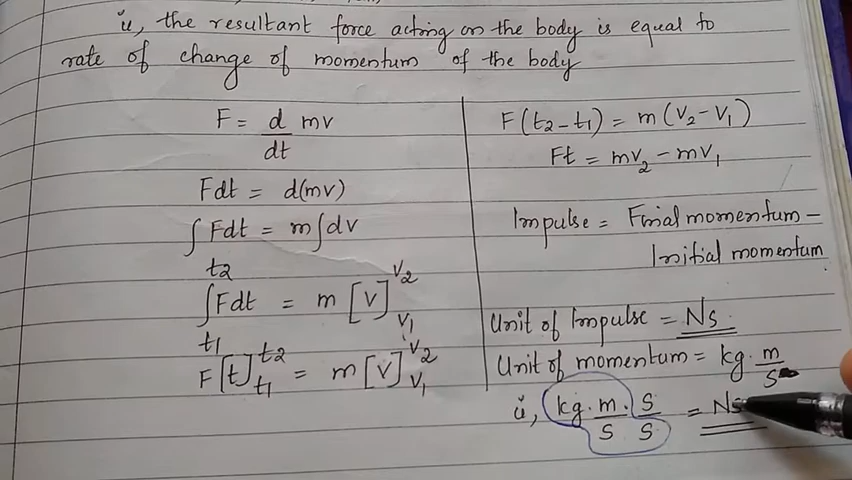 ie, the resultant force acting on the body is equal to
rate of change of momentum of the body
F = d/dt mv
Fdt = d(mv)
∫Fdt = m∫dv
∫_{t1}^{t2} Fdt = m[v]_{v1}^{v2}
F[t]_{t1}^{t2} = m[v]_{v1}^{v2}
F(t2-t1) = m(v2-v1)
Ft = mv2 - mv1
Impulse = Final momentum -
Initial momentum
Unit of Impulse = Ns
Unit of momentum = kg. m/s
ie, kg. m/s . s/s = Ns